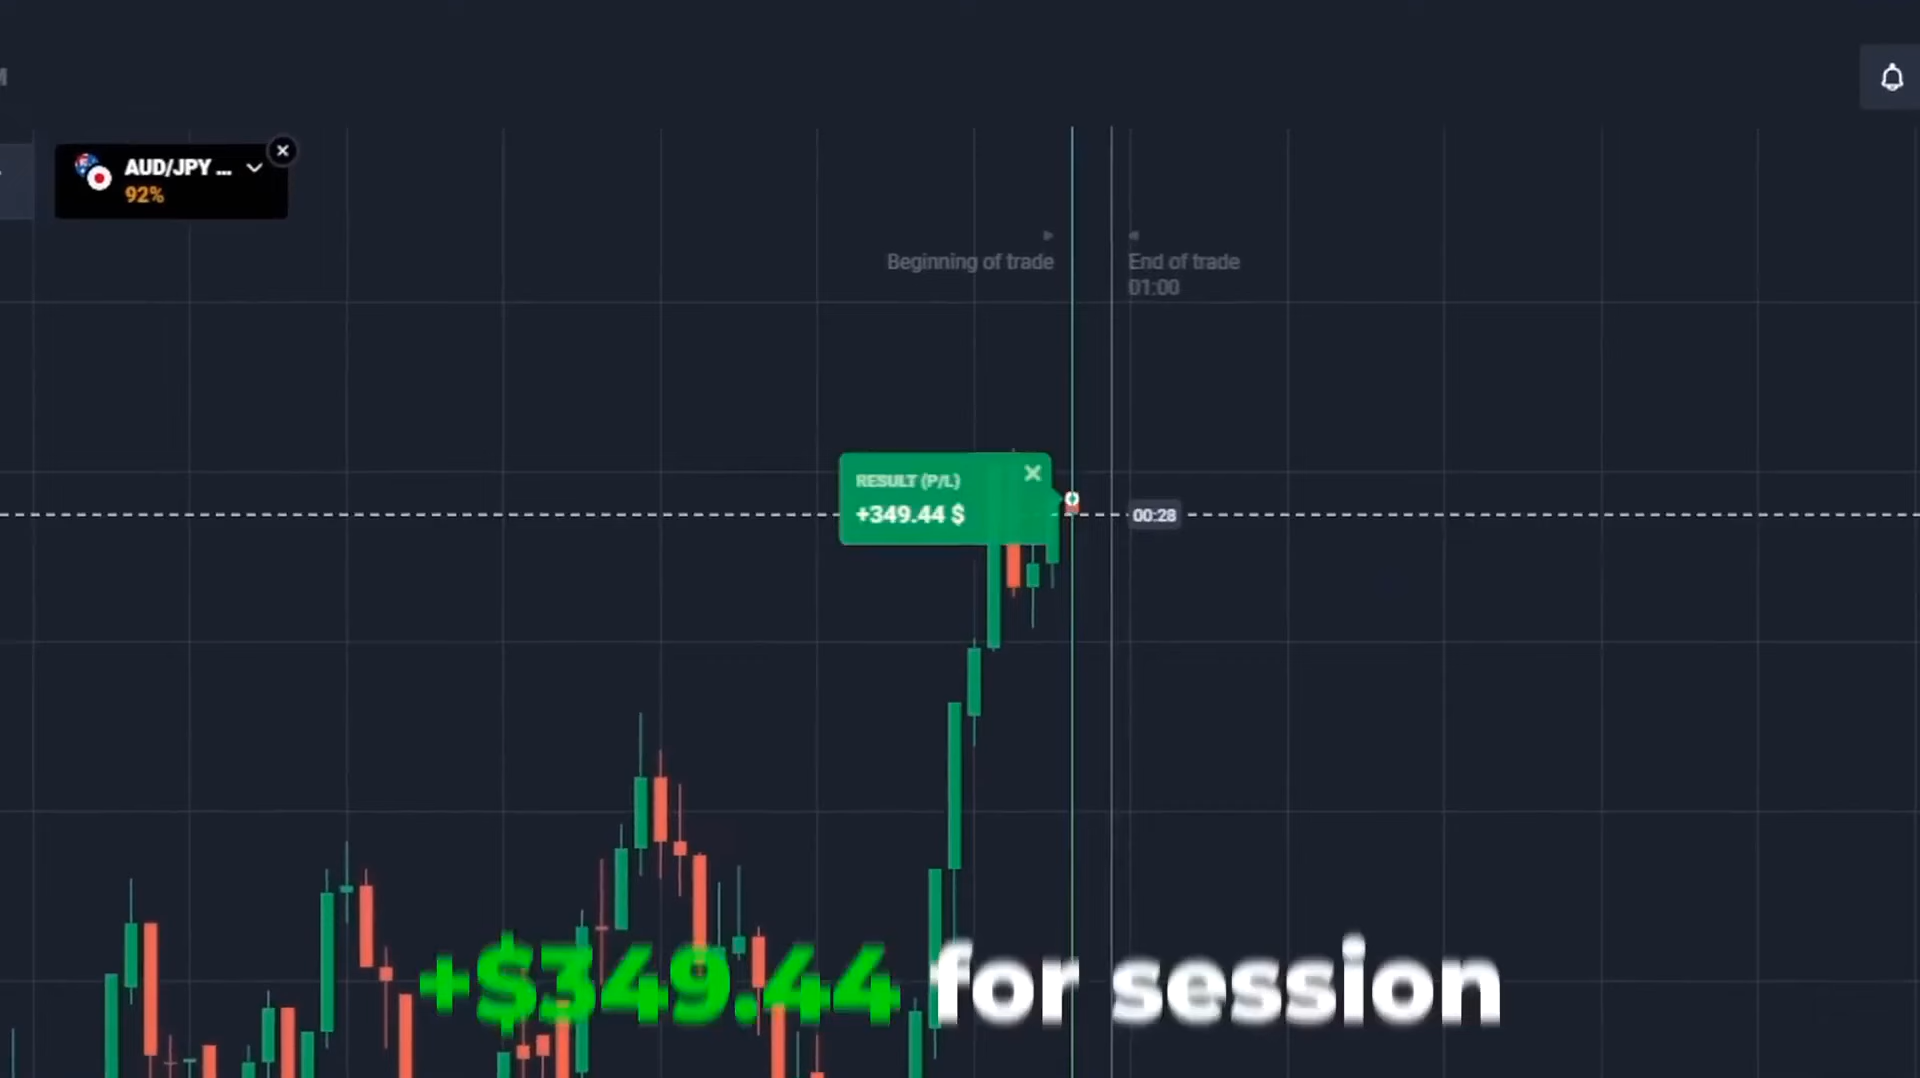 AUD/JPY ...
92%
Beginning of trade
End of trade
01:00
RESULT (P/L)
+349.44 $
00:28
+$349.44 for session